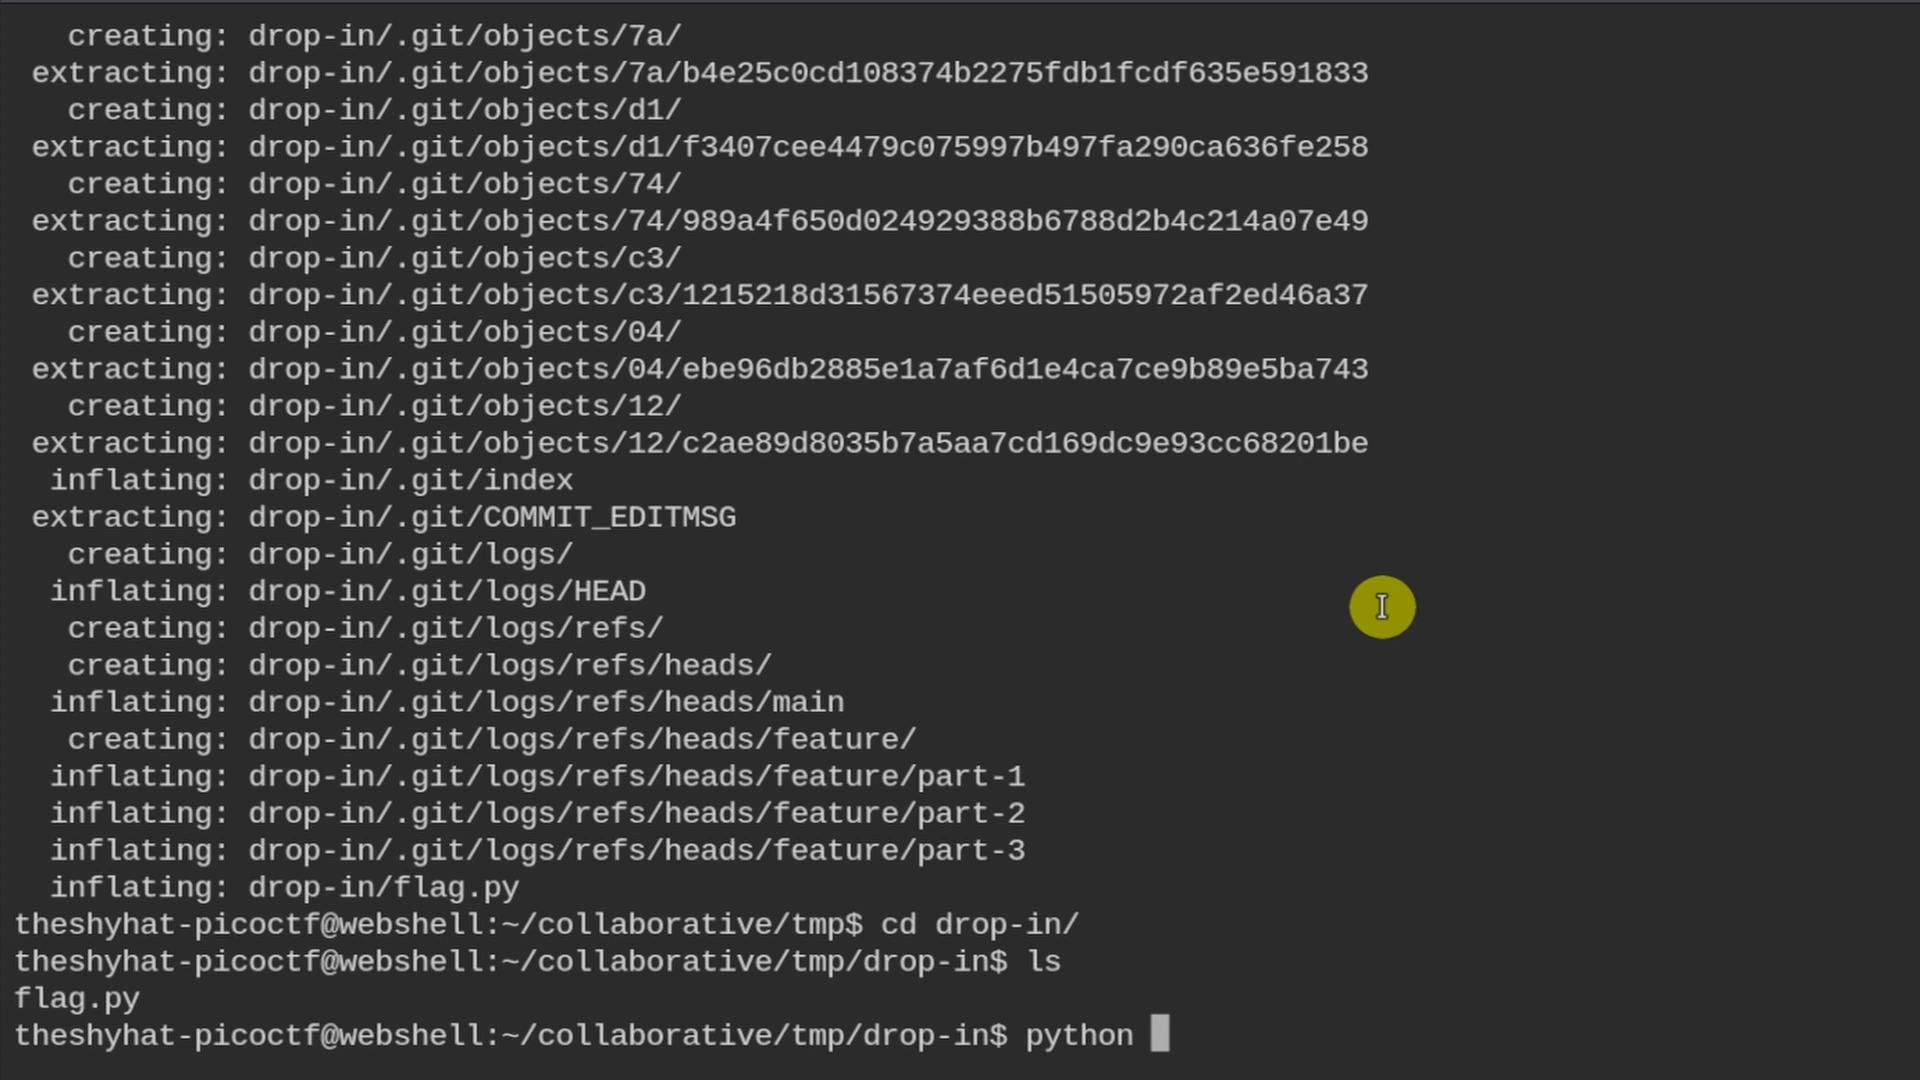 creating: drop-in/.git/objects/7a/
extracting: drop-in/.git/objects/7a/b4e25c0cd108374b2275fdb1fcdf635e591833
creating: drop-in/.git/objects/d1/
extracting: drop-in/.git/objects/d1/f3407cee4479c075997b497fa290ca636fe258
creating: drop-in/.git/objects/74/
extracting: drop-in/.git/objects/74/989a4f650d024929388b6788d2b4c214a07e49
creating: drop-in/.git/objects/c3/
extracting: drop-in/.git/objects/c3/1215218d31567374eeed51505972af2ed46a37
creating: drop-in/.git/objects/04/
extracting: drop-in/.git/objects/04/ebe96db2885e1a7af6d1e4ca7ce9b89e5ba743
creating: drop-in/.git/objects/12/
extracting: drop-in/.git/objects/12/c2ae89d8035b7a5aa7cd169dc9e93cc68201be
inflating: drop-in/.git/index
extracting: drop-in/.git/COMMIT_EDITMSG
creating: drop-in/.git/logs/
inflating: drop-in/.git/logs/HEAD
creating: drop-in/.git/logs/refs/
creating: drop-in/.git/logs/refs/heads/
inflating: drop-in/.git/logs/refs/heads/main
creating: drop-in/.git/logs/refs/heads/feature/
inflating: drop-in/.git/logs/refs/heads/feature/part-1
inflating: drop-in/.git/logs/refs/heads/feature/part-2
inflating: drop-in/.git/logs/refs/heads/feature/part-3
inflating: drop-in/flag.py
theshyhat-picoctf@webshell:~/collaborative/tmp$ cd drop-in/
theshyhat-picoctf@webshell:~/collaborative/tmp/drop-in$ ls
flag.py
theshyhat-picoctf@webshell:~/collaborative/tmp/drop-in$ python